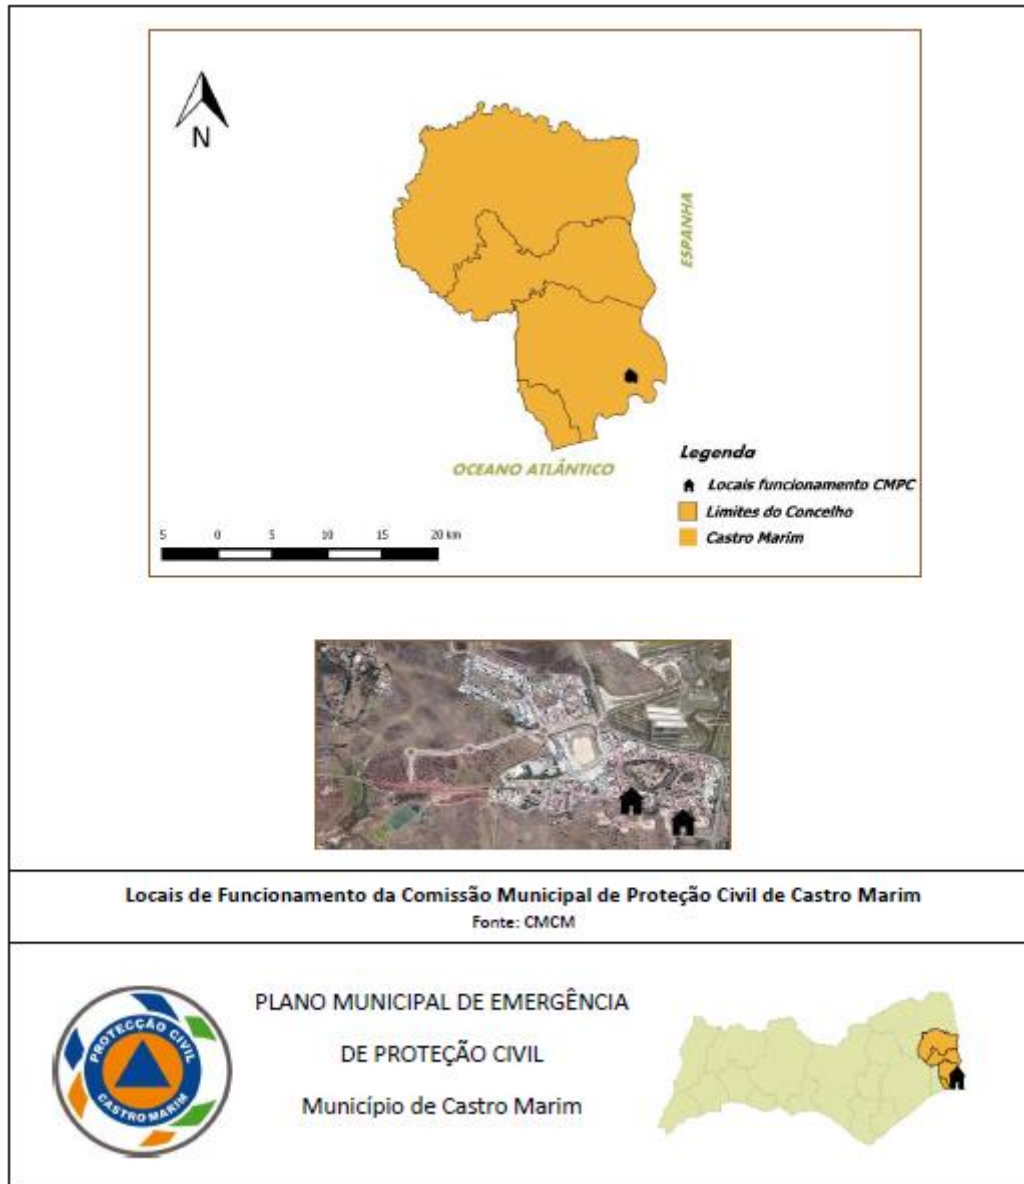 N
ESPANHA
OCEANO ATLÂNTICO
Legenda
Locais funcionamento CMPC
Limites do Concelho
Castro Marim
5 0 5 10 15 20 km
Locais de Funcionamento da Comissão Municipal de Proteção Civil de Castro Marim
Fonte: CMCM
PROTECÇÃO CIVIL
CASTRO MARIM
PLANO MUNICIPAL DE EMERGÊNCIA
DE PROTEÇÃO CIVIL
Município de Castro Marim